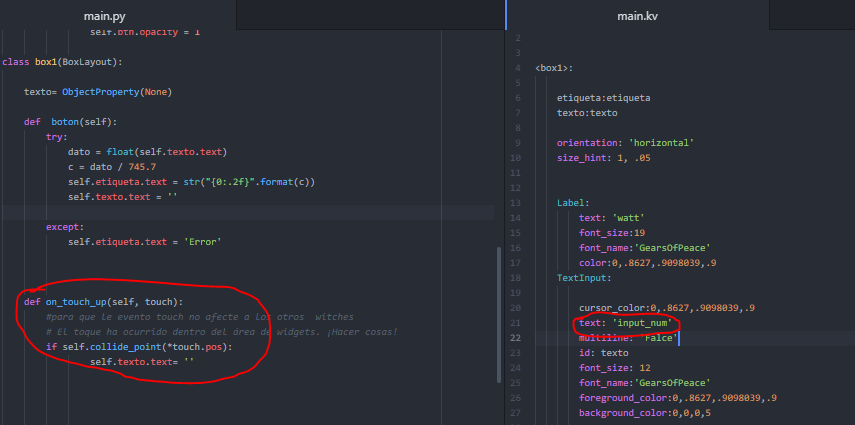 main.py
self.btn.opacity = 1
class box1(BoxLayout):
texto= ObjectProperty(None)
def  boton(self):
try:
dato = float(self.texto.text)
c = dato / 745.7
self.etiqueta.text = str("{0:.2f}".format(c))
self.texto.text = ''
except:
self.etiqueta.text = 'Error'
def on_touch_up(self, touch):
#para que le evento touch no afecte a los otros  witches
# El toque ha ocurrido dentro del área de widgets. ¡Hacer cosas!
if self.collide_point(*touch.pos):
self.texto.text= ''
main.kv
2
3
4 <box1>:
5
6 etiqueta:etiqueta
7 texto:texto
8
9 orientation: 'horizontal'
10 size_hint: 1, .05
11
12
13 Label:
14 text: 'watt'
15 font_size:19
16 font_name:'GearsOfPeace'
17 color:0,.8627,.9098039,.9
18 TextInput:
19
20 cursor_color:0,.8627,.9098039,.9
21 text: 'input_num'
22 multiline: 'Falce'
23 id: texto
24 font_size: 12
25 font_name:'GearsOfPeace'
26 foreground_color:0,.8627,.9098039,.9
27 background_color:0,0,0,5